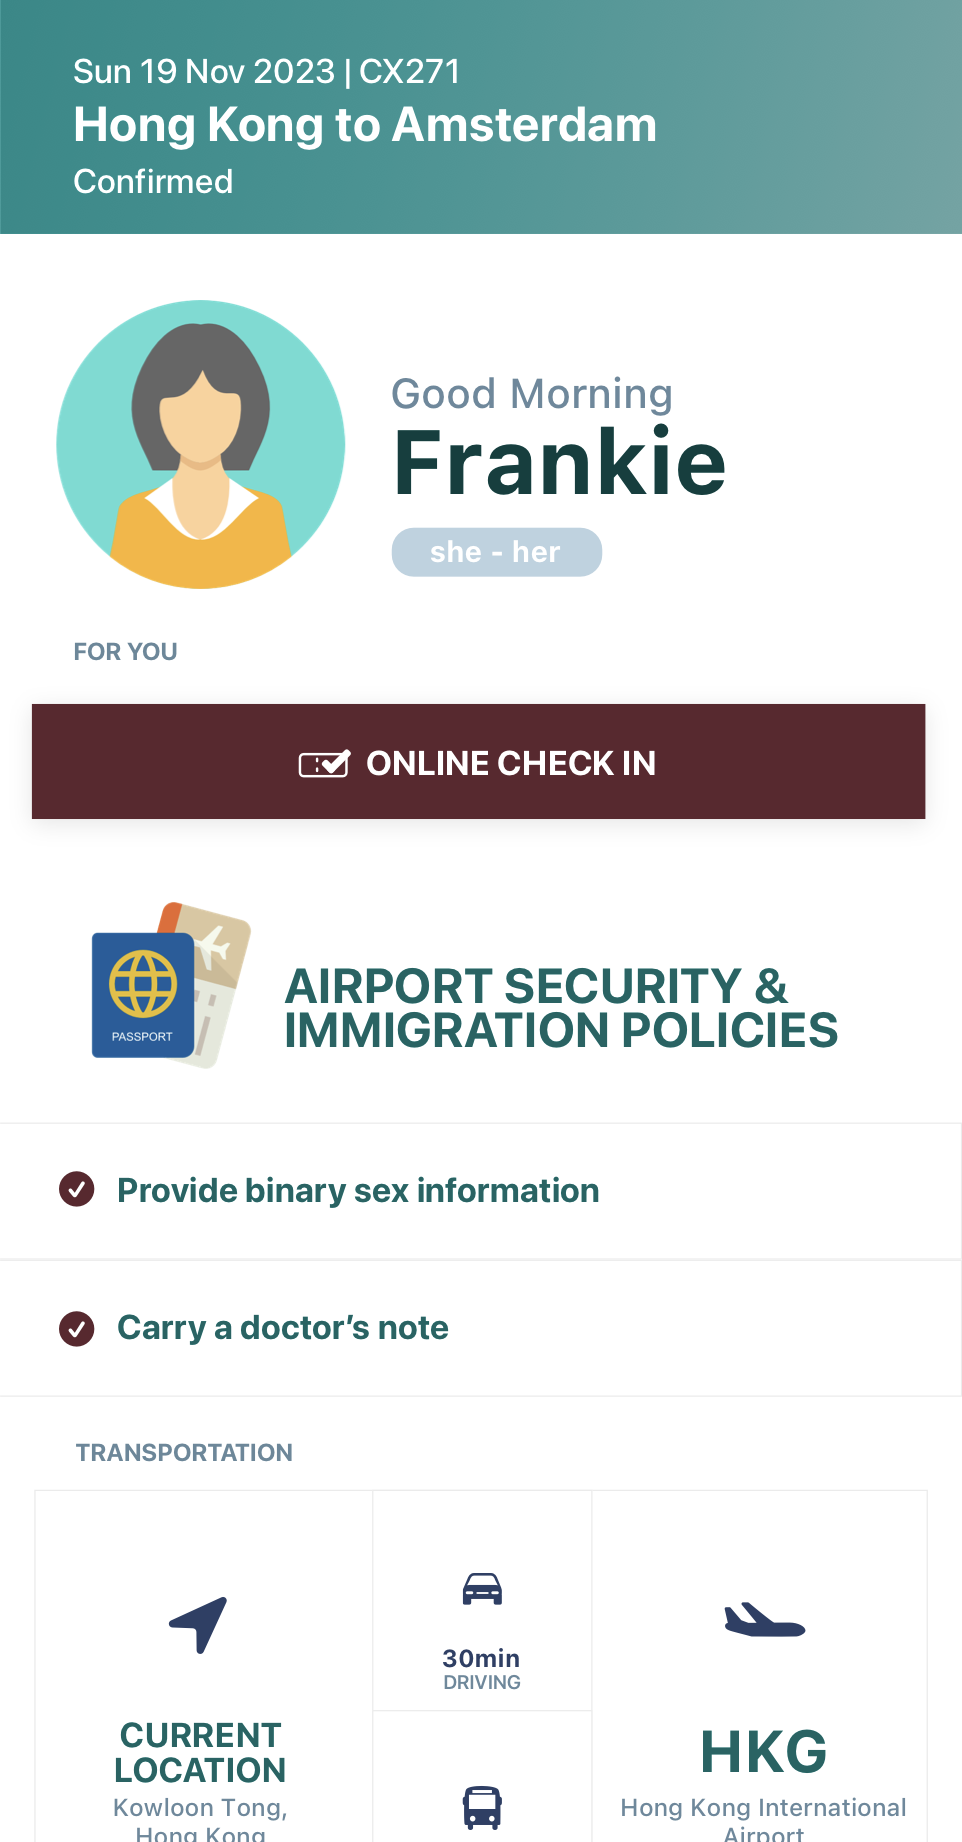 Sun 19 Nov 2023 | CX271
Hong Kong to Amsterdam
Confirmed
Good Morning
Frankie
she - her
FOR YOU
ONLINE CHECK IN
PASSPORT
AIRPORT SECURITY &
IMMIGRATION POLICIES
Provide binary sex information
Carry a doctor’s note
TRANSPORTATION
30min
DRIVING
CURRENT
LOCATION
Kowloon Tong,
Hong Kong
HKG
Hong Kong International
Airport